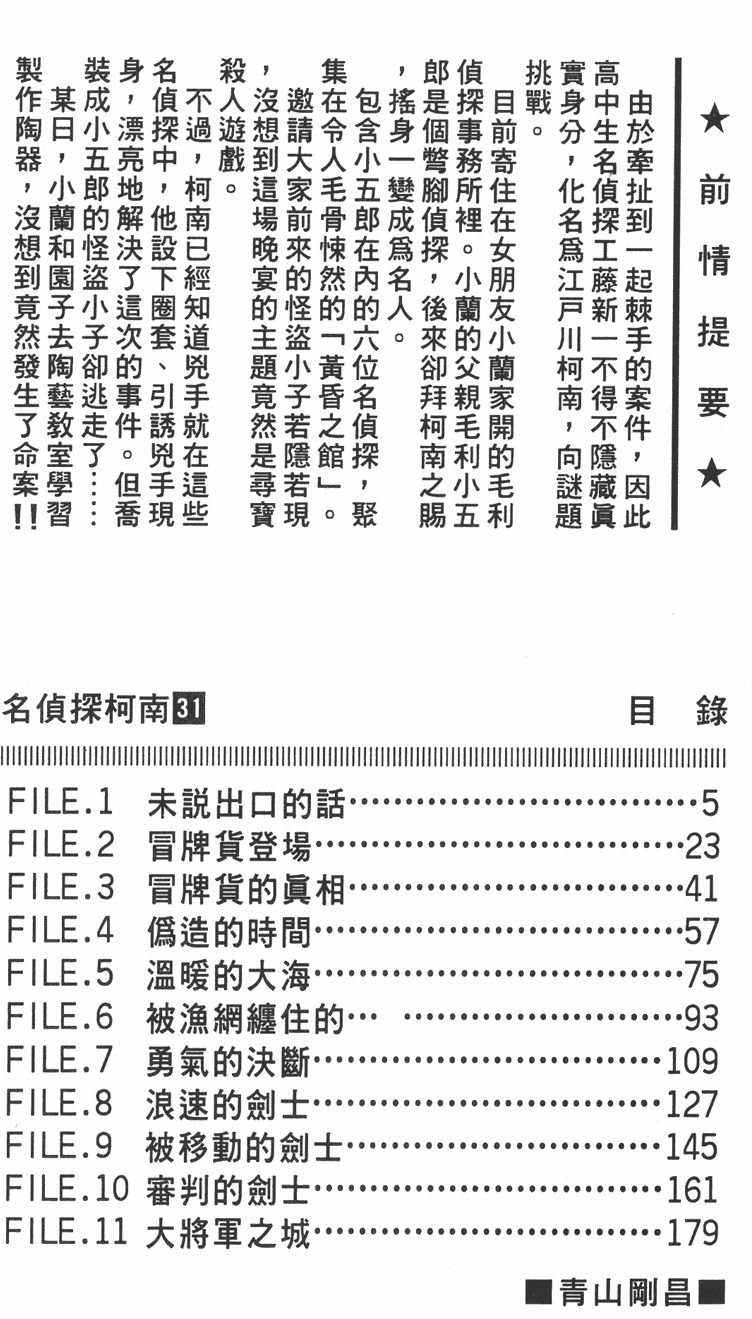 ★前情提要★
由於牽扯到一起棘手的案件，因此
高中生名偵探工藤新一不得不隱藏眞
實身分，化名爲江戸川柯南，向謎題
挑戰。
目前寄住在女朋友小蘭家開的毛利
偵探事務所裡。小蘭的父親毛利小五
郎是個彆腳偵探，後來卻拜柯南之賜
，搖身一變成爲名人。
包含小五郎在內的六位名偵探，聚
集在令人毛骨悚然的「黃昏之館」。
邀請大家前來的怪盜小子若隱若現
，沒想到這場晚宴的主題竟然是尋寶
殺人遊戲。
不過，柯南已經知道兇手就在這些
名偵探中，他設下圈套、引誘兇手現
身，漂亮地解決了這次的事件。但喬
裝成小五郎的怪盜小子卻逃走了……
某日，小蘭和園子去陶藝敎室學習
製作陶器，沒想到竟然發生了命案!!
名偵探柯南31 目 錄
FILE.1 未説出口的話……………………………5
FILE.2 冒牌貨登場………………………………23
FILE.3 冒牌貨的眞相……………………………41
FILE.4 僞造的時間………………………………57
FILE.5 溫暖的大海………………………………75
FILE.6 被漁網纏住的… ………………………93
FILE.7 勇氣的決斷……………………………109
FILE.8 浪速的劍士……………………………127
FILE.9 被移動的劍士…………………………145
FILE.10 審判的劍士……………………………161
FILE.11 大將軍之城……………………………179
■青山剛昌■